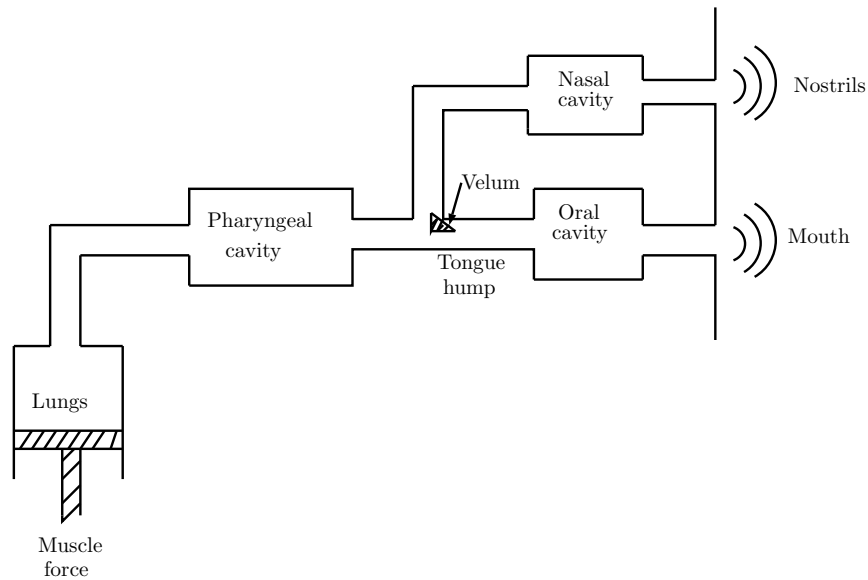 Nasal
cavity
Nostrils
Velum
Pharyngeal
cavity
Oral
cavity
Mouth
Tongue
hump
Lungs
Muscle
force